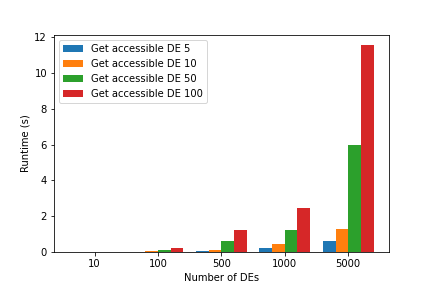 12
10
8
6
4
2
0
Runtime (s)
Get accessible DE 5
Get accessible DE 10
Get accessible DE 50
Get accessible DE 100
10 100 500 1000 5000
Number of DEs